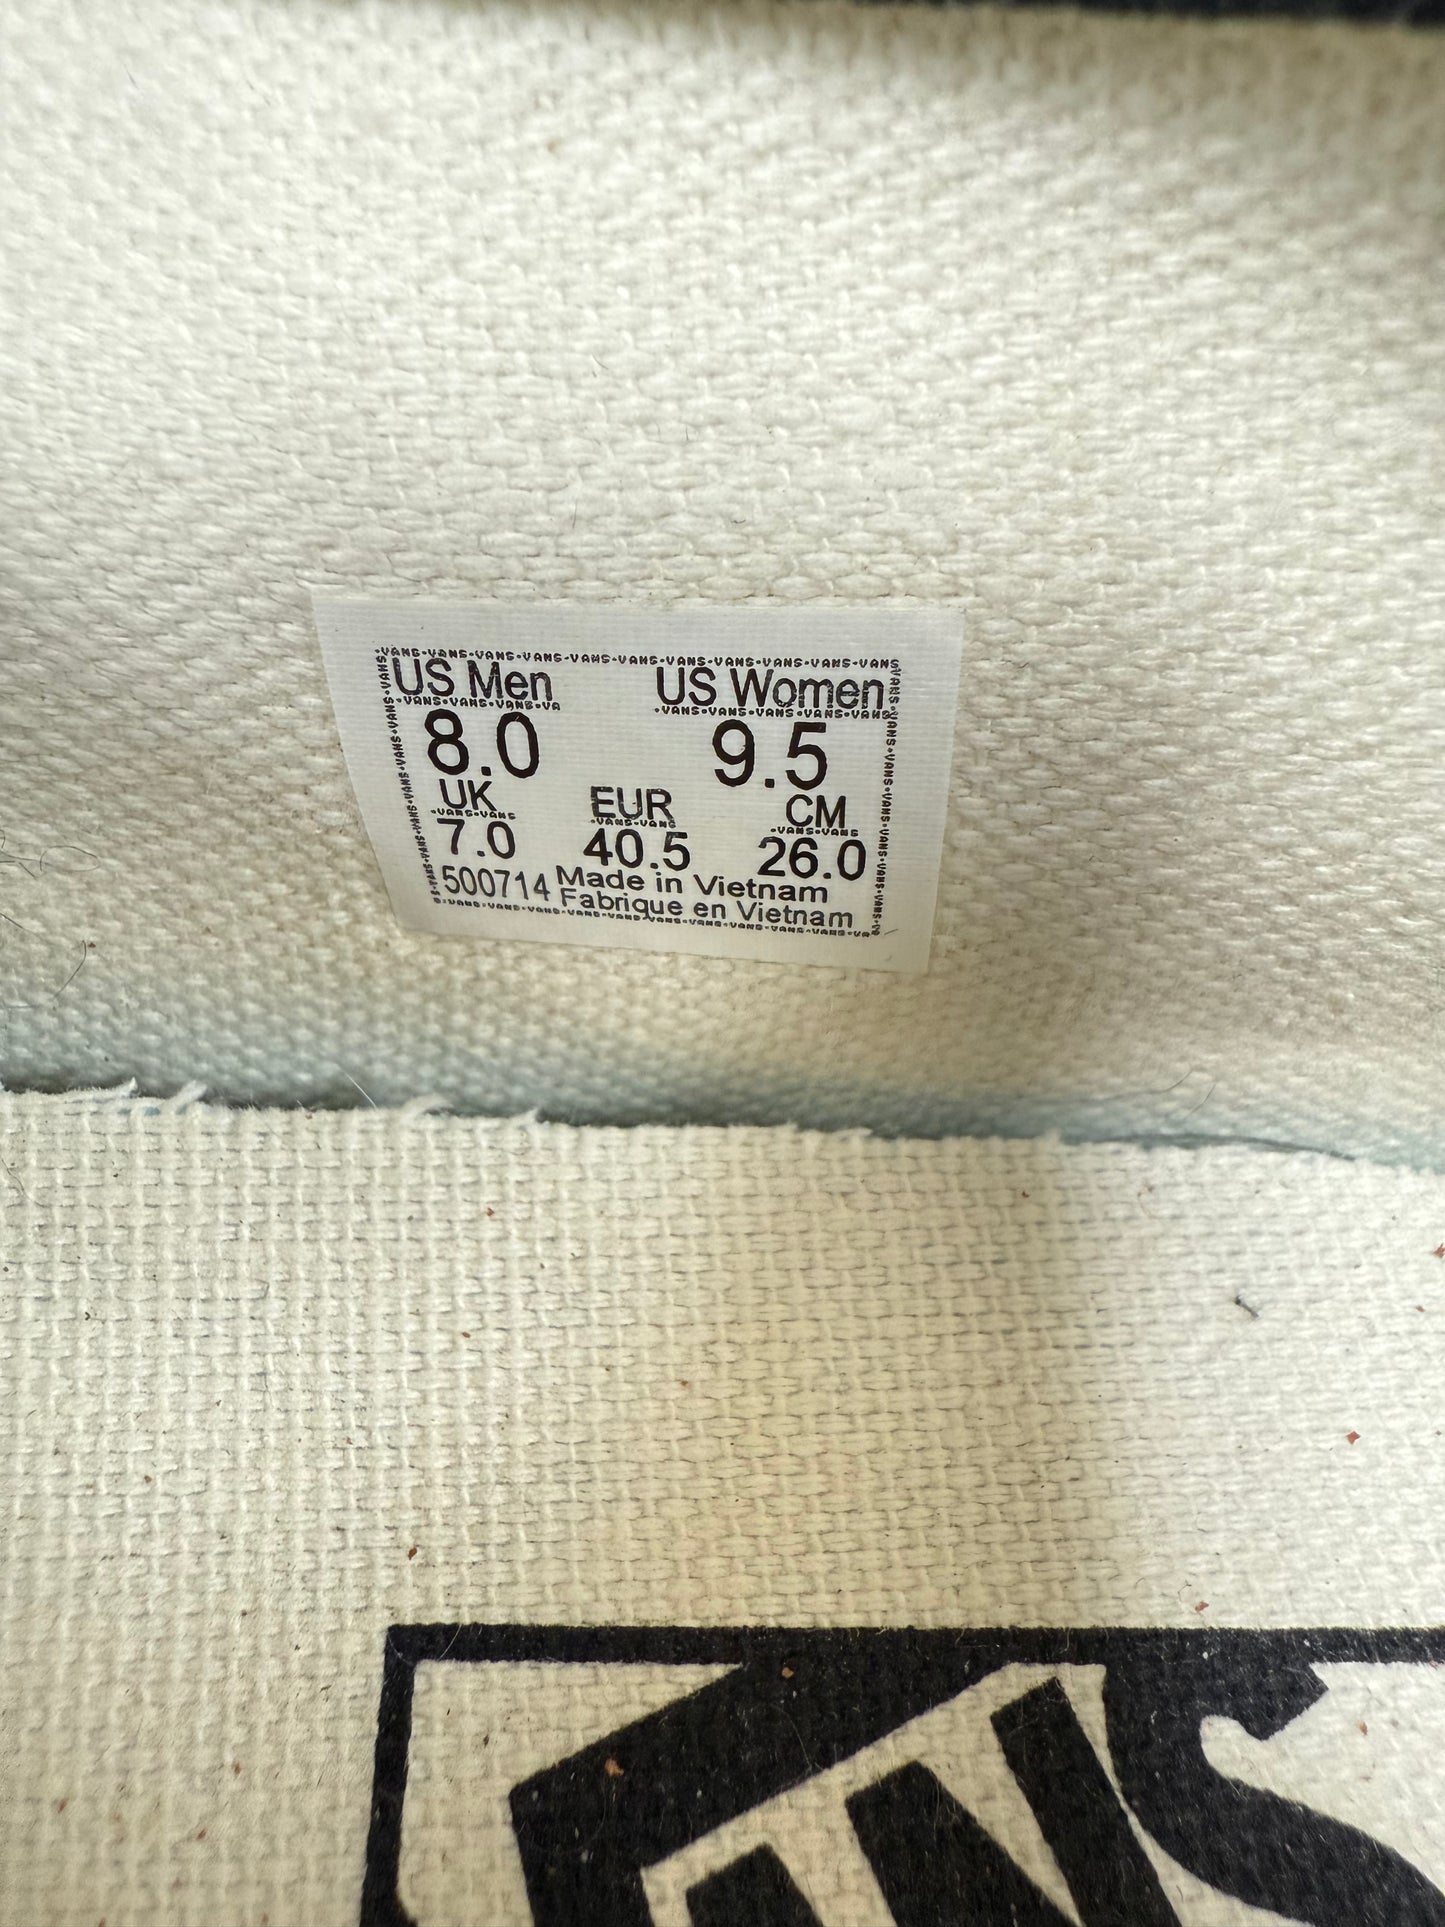 US Men US Women
8.0 9.5
UK EUR CM
7.0 40.5 26.0
500714 Made in Vietnam
Fabriqué en Vietnam